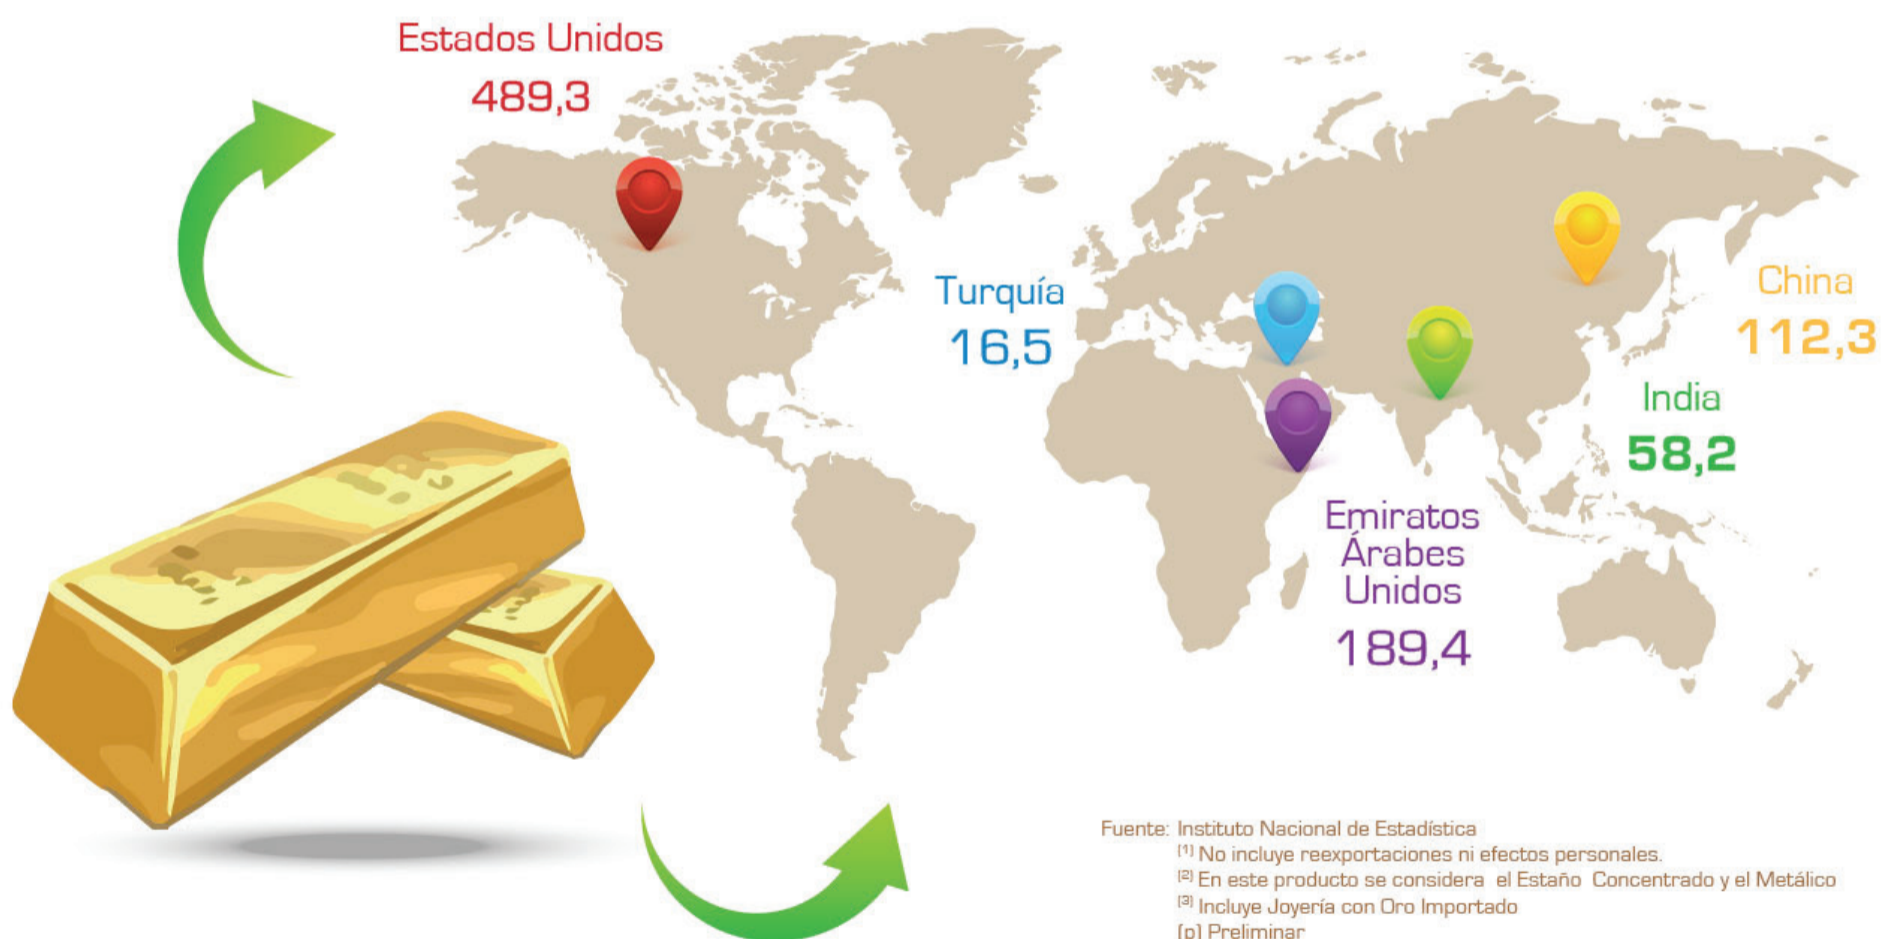 Estados Unidos
489,3
Turquía
16,5
China
112,3
India
58,2
Emiratos
Árabes
Unidos
189,4
Fuente: Instituto Nacional de Estadística
(1) No incluye reexportaciones ni efectos personales.
(2) En este producto se considera el Estaño Concentrado y el Metálico
(3) Incluye Joyería con Oro Importado
(p) Preliminar